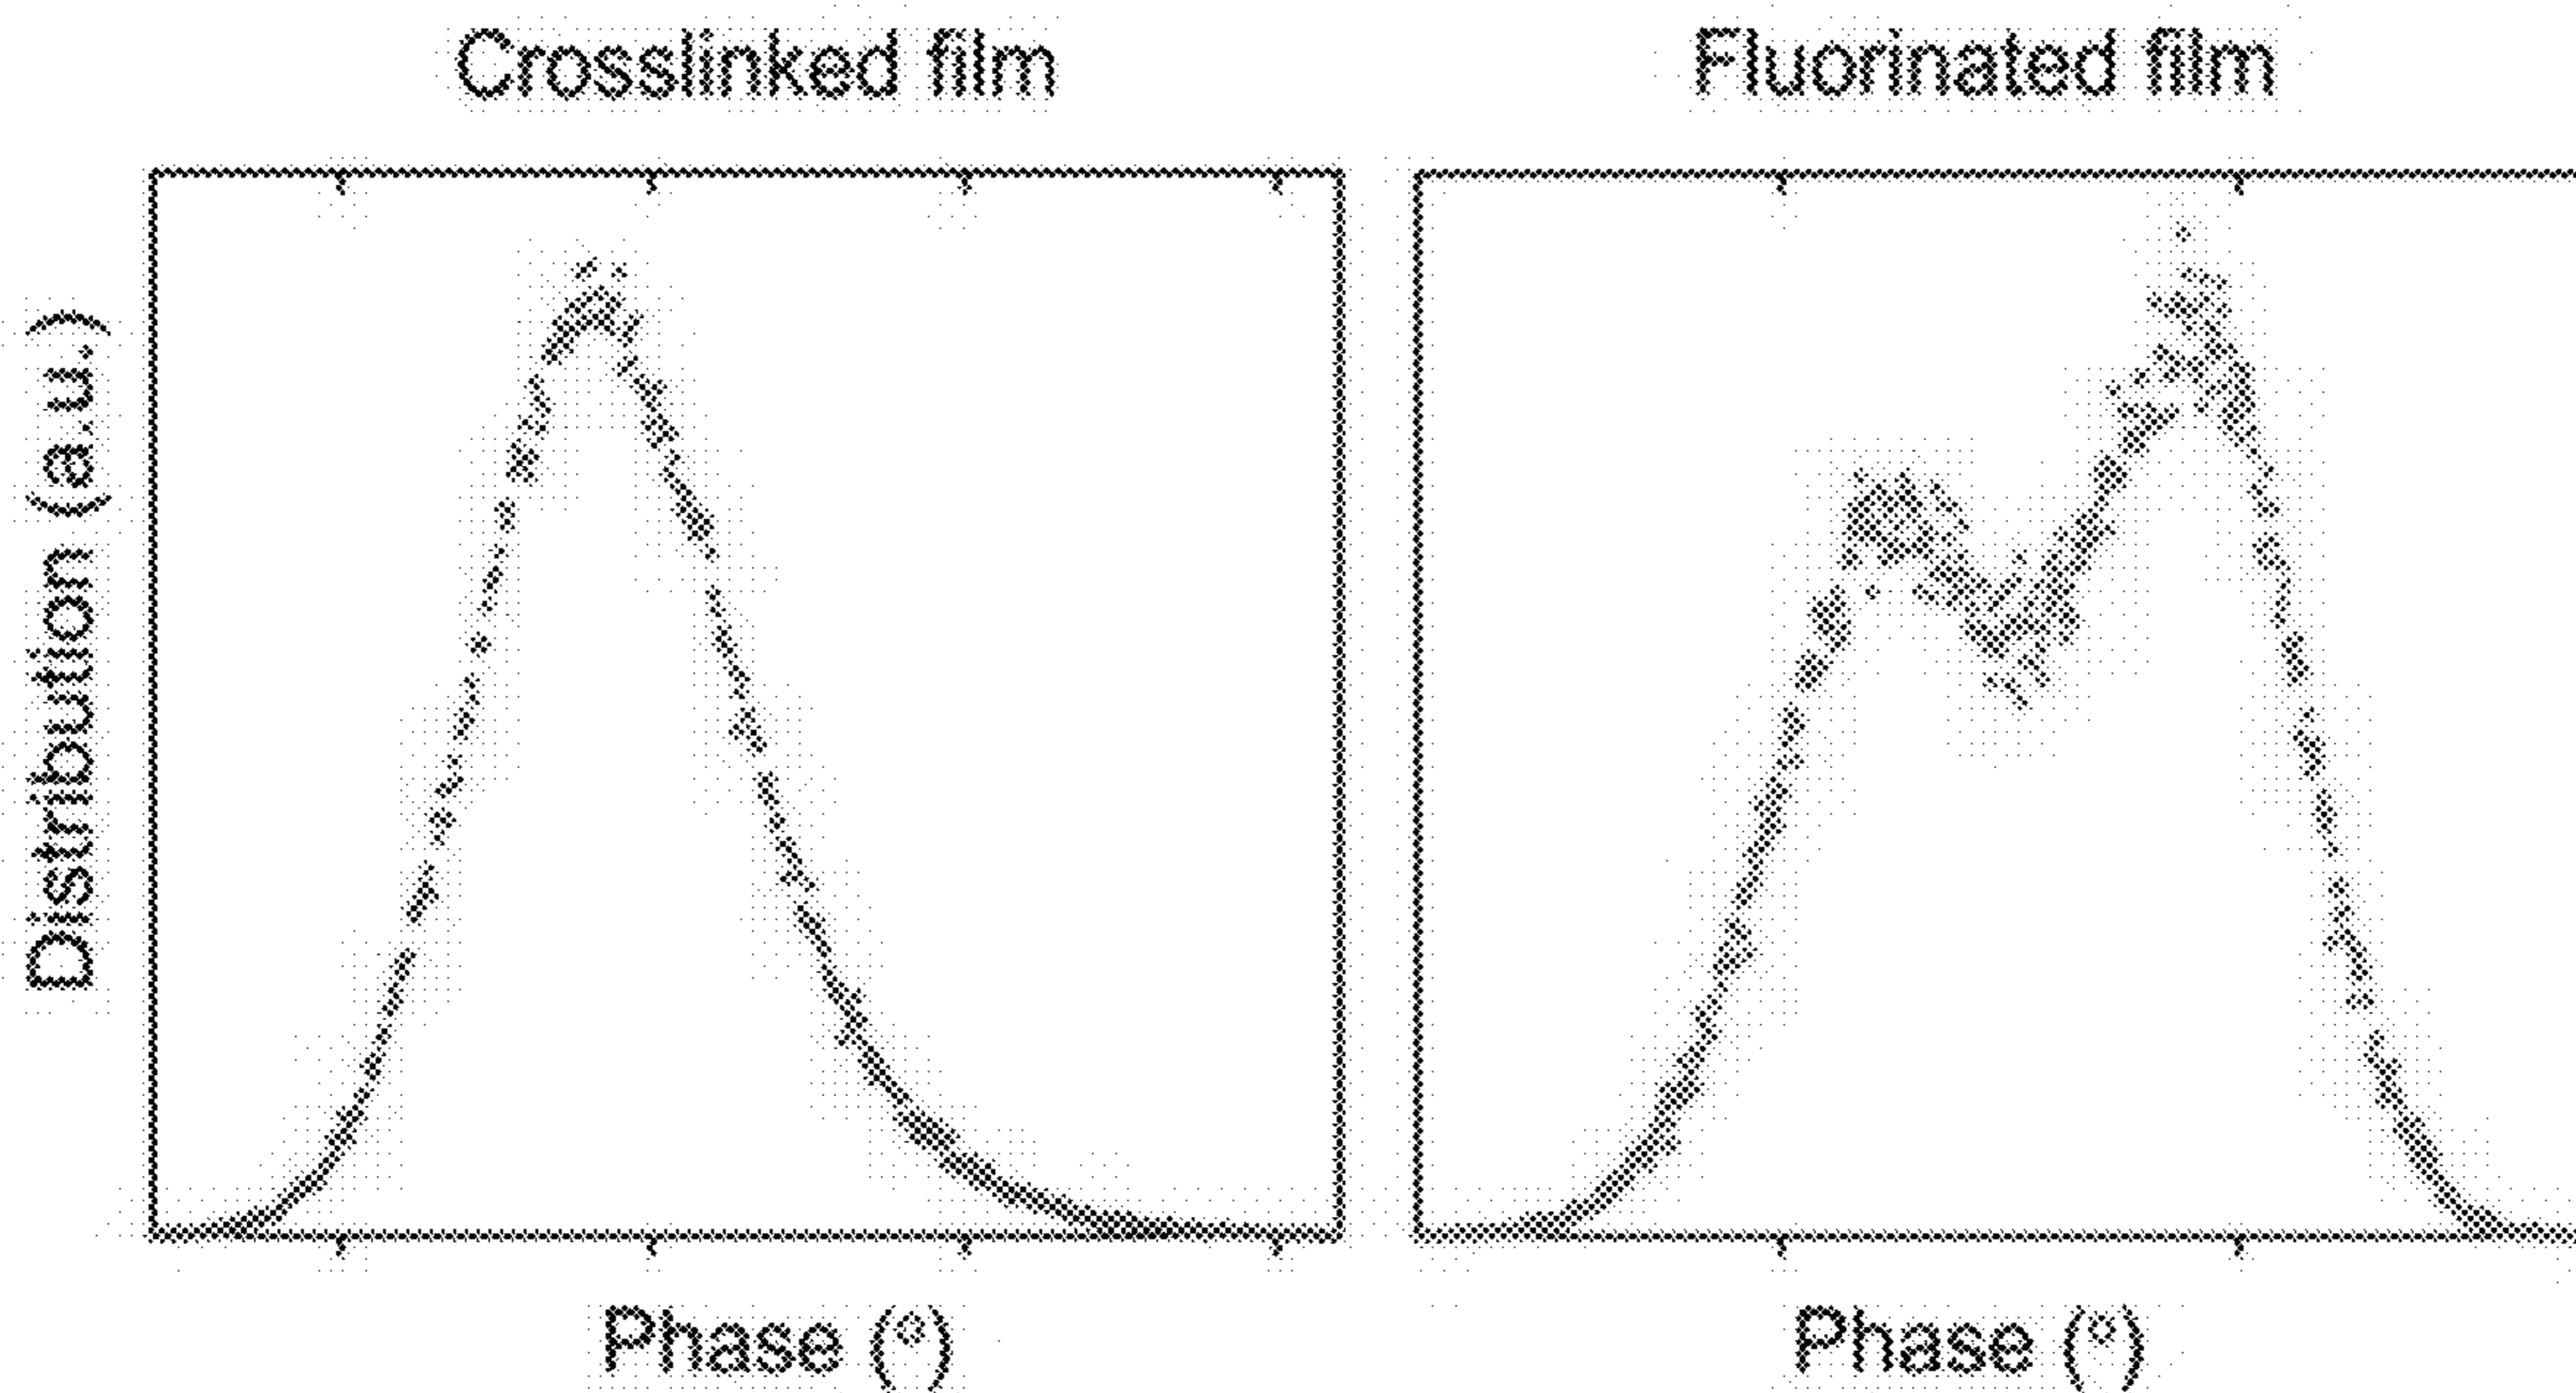 Crosslinked film
Fluorinated film
Distribution (a.u.)
Phase (°)
Phase (°)